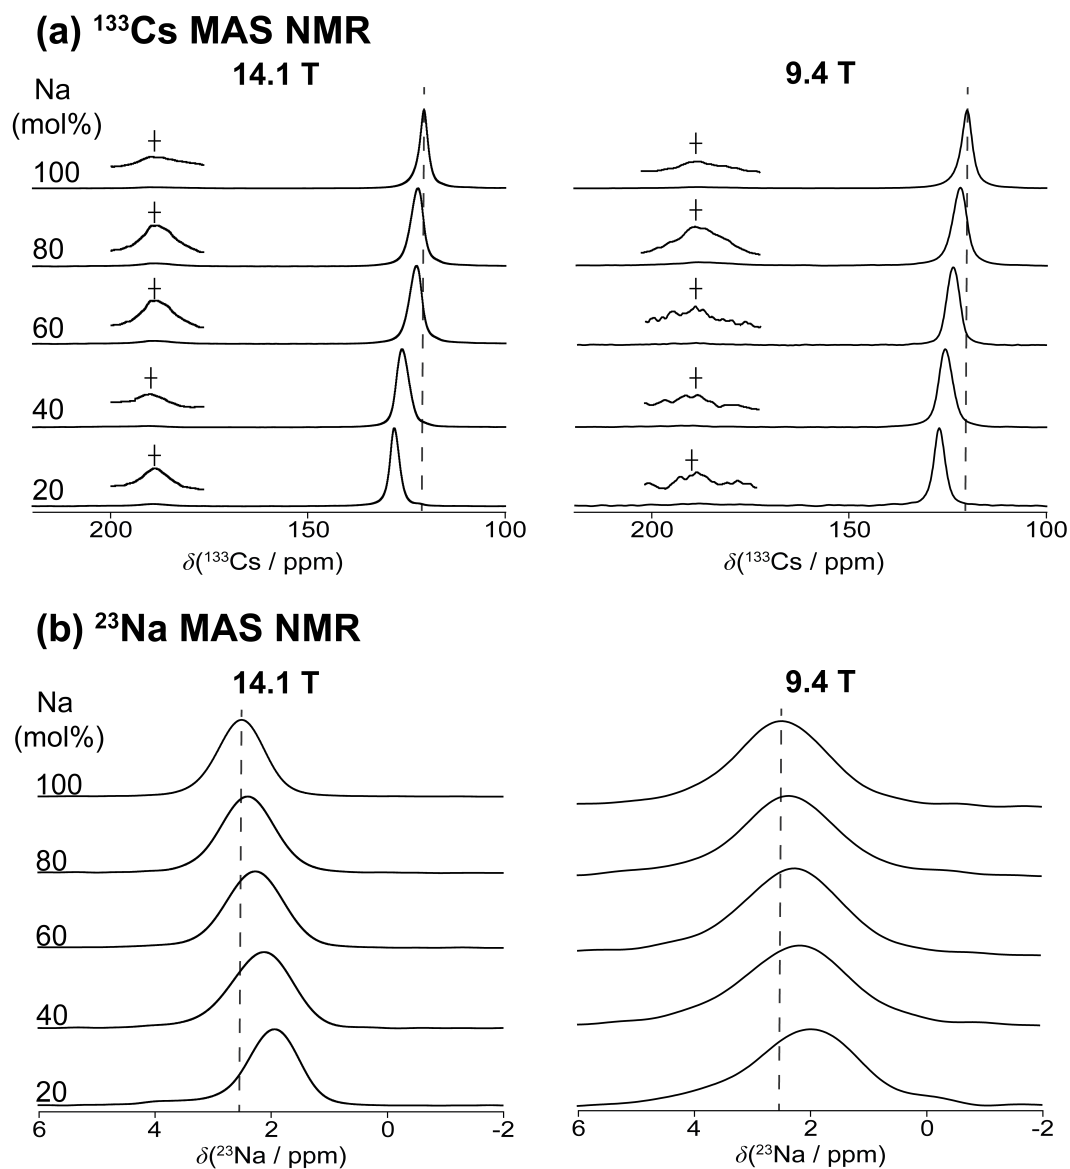 (a) ¹³³Cs MAS NMR
14.1 T
9.4 T
Na
(mol%)
100
80
60
40
20
200 150 100
200 150 100
δ(¹³³Cs / ppm)
δ(¹³³Cs / ppm)
(b) ²³Na MAS NMR
14.1 T
9.4 T
Na
(mol%)
100
80
60
40
20
6 4 2 0 -2
6 4 2 0 -2
δ(²³Na / ppm)
δ(²³Na / ppm)